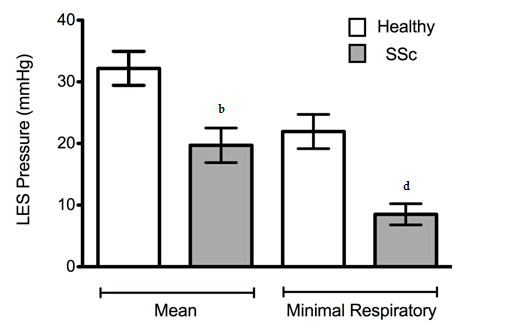 LES Pressure (mmHg)
40
30
20
10
0
Healthy
SSc
b
d
Mean
Minimal Respiratory